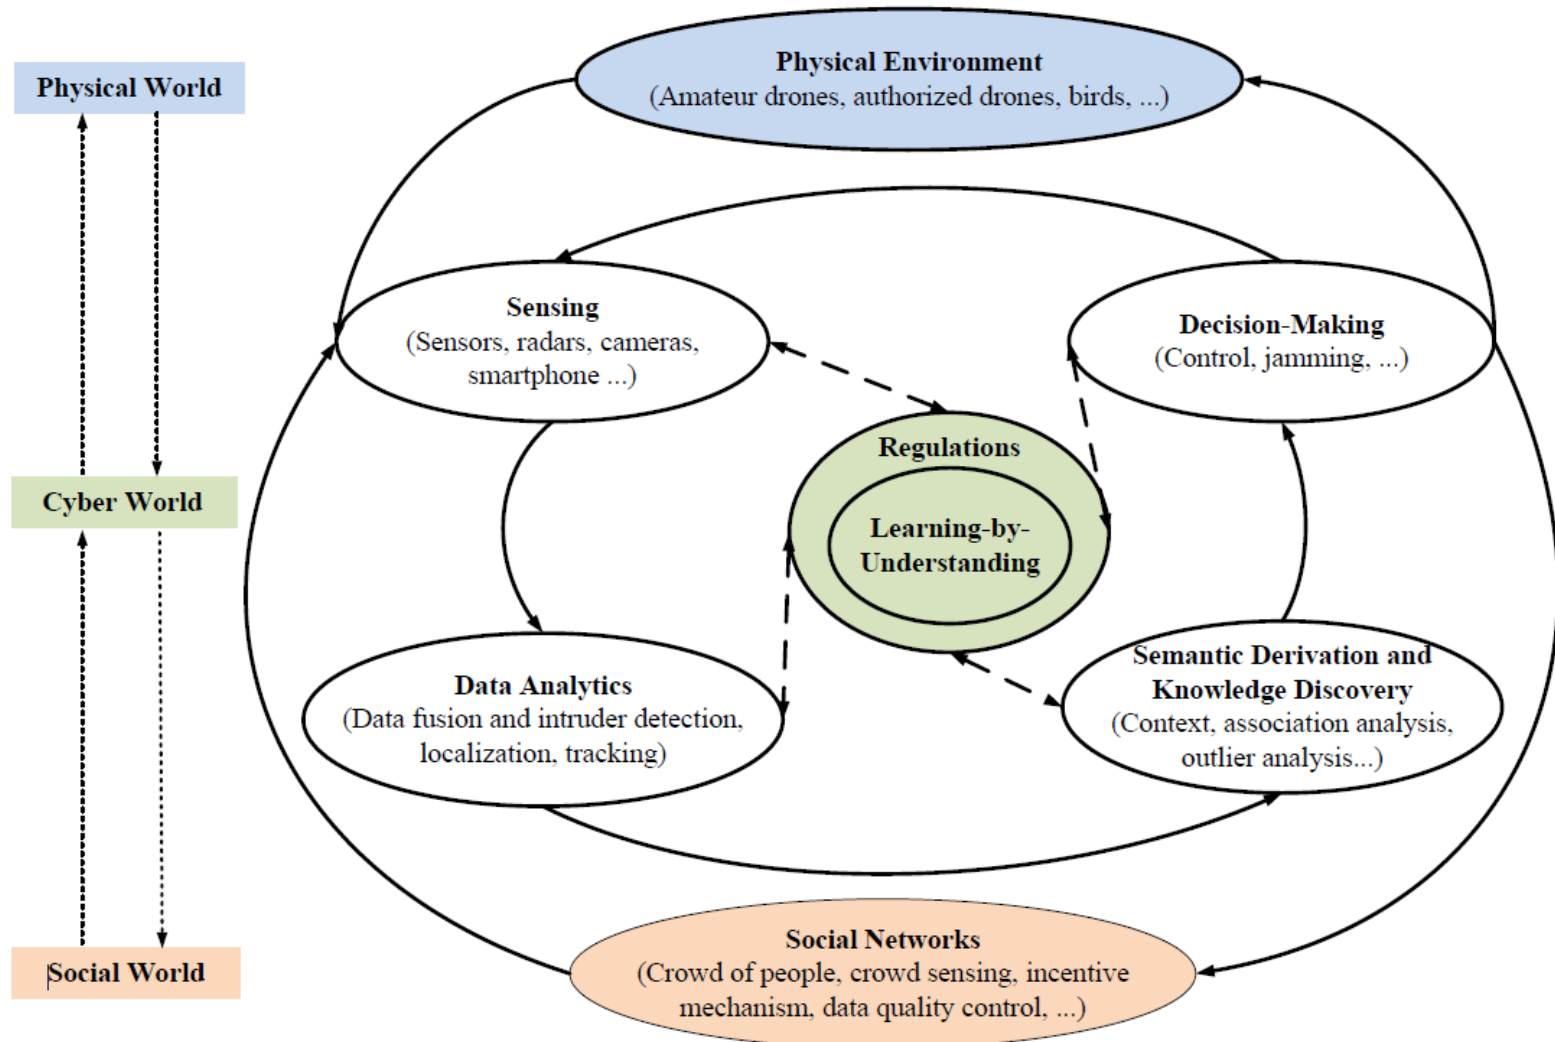 Physical World
Cyber World
Social World
Physical Environment
(Amateur drones, authorized drones, birds, ...)
Sensing
(Sensors, radars, cameras,
smartphone ...)
Decision-Making
(Control, jamming, ...)
Regulations
Learning-by-
Understanding
Data Analytics
(Data fusion and intruder detection,
localization, tracking)
Semantic Derivation and
Knowledge Discovery
(Context, association analysis,
outlier analysis...)
Social Networks
(Crowd of people, crowd sensing, incentive
mechanism, data quality control, ...)